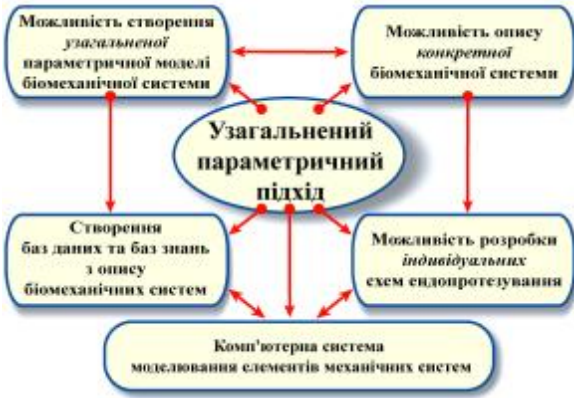 Можливість створення
узагальненої
параметричної моделі
біомеханічної системи
Можливість опису
конкретної
біомеханічної системи
Узагальнений
параметричний
підхід
Створення
баз даних та баз знань
з опису
біомеханічних систем
Можливість розробки
індивідуальних
схем ендопротезування
Комп'ютерна система
моделювання елементів механічних систем